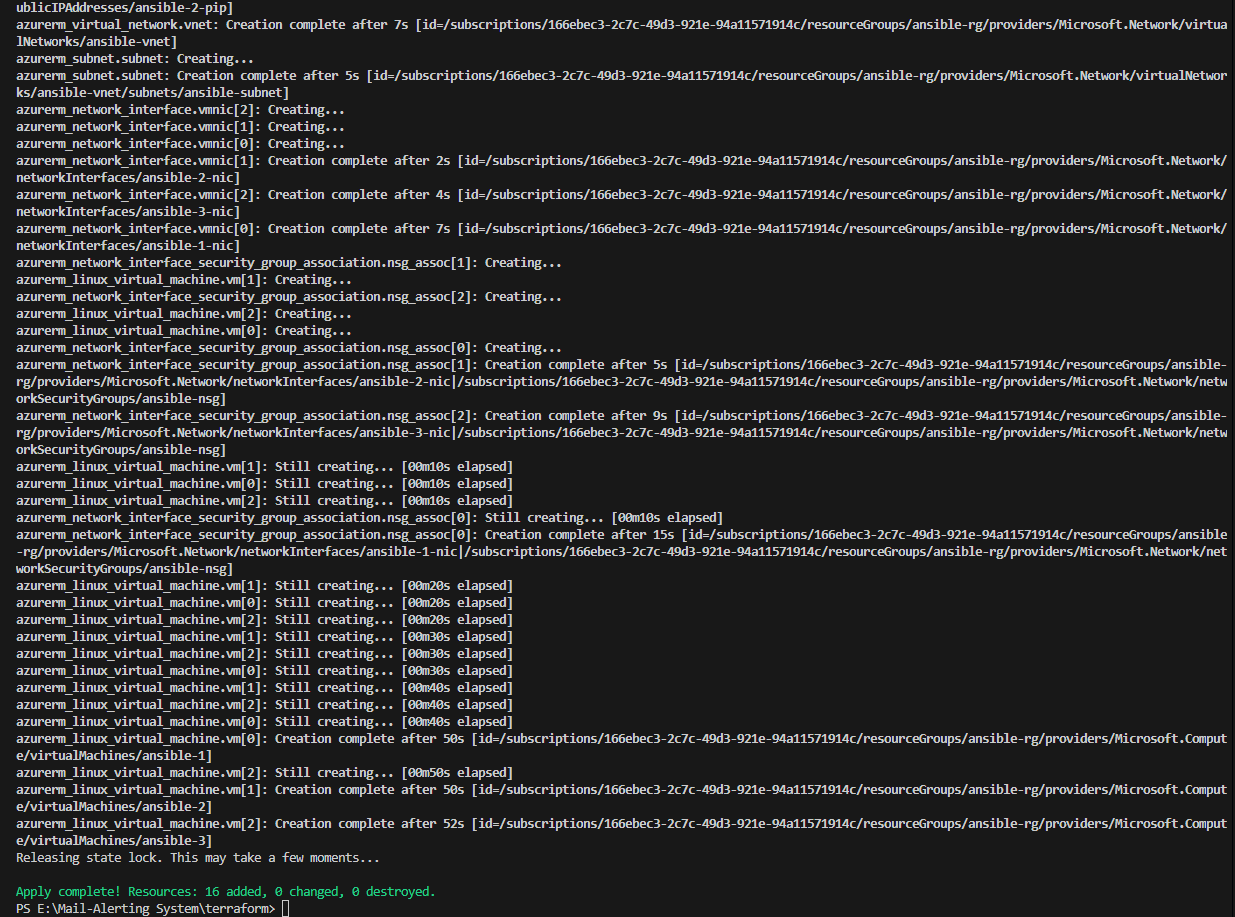 ublicIPAddresses/ansible-2-pip]
azurerm_virtual_network.vnet: Creation complete after 7s [id=/subscriptions/166ebec3-2c7c-49d3-921e-94a11571914c/resourceGroups/ansible-rg/providers/Microsoft.Network/virtua
lNetworks/ansible-vnet]
azurerm_subnet.subnet: Creating...
azurerm_subnet.subnet: Creation complete after 5s [id=/subscriptions/166ebec3-2c7c-49d3-921e-94a11571914c/resourceGroups/ansible-rg/providers/Microsoft.Network/virtualNetwor
ks/ansible-vnet/subnets/ansible-subnet]
azurerm_network_interface.vmnic[2]: Creating...
azurerm_network_interface.vmnic[1]: Creating...
azurerm_network_interface.vmnic[0]: Creating...
azurerm_network_interface.vmnic[1]: Creation complete after 2s [id=/subscriptions/166ebec3-2c7c-49d3-921e-94a11571914c/resourceGroups/ansible-rg/providers/Microsoft.Network/
networkInterfaces/ansible-2-nic]
azurerm_network_interface.vmnic[2]: Creation complete after 4s [id=/subscriptions/166ebec3-2c7c-49d3-921e-94a11571914c/resourceGroups/ansible-rg/providers/Microsoft.Network/
networkInterfaces/ansible-3-nic]
azurerm_network_interface.vmnic[0]: Creation complete after 7s [id=/subscriptions/166ebec3-2c7c-49d3-921e-94a11571914c/resourceGroups/ansible-rg/providers/Microsoft.Network/
networkInterfaces/ansible-1-nic]
azurerm_network_interface_security_group_association.nsg_assoc[1]: Creating...
azurerm_linux_virtual_machine.vm[1]: Creating...
azurerm_network_interface_security_group_association.nsg_assoc[2]: Creating...
azurerm_linux_virtual_machine.vm[2]: Creating...
azurerm_linux_virtual_machine.vm[0]: Creating...
azurerm_network_interface_security_group_association.nsg_assoc[0]: Creating...
azurerm_network_interface_security_group_association.nsg_assoc[1]: Creation complete after 5s [id=/subscriptions/166ebec3-2c7c-49d3-921e-94a11571914c/resourceGroups/ansible-
rg/providers/Microsoft.Network/networkInterfaces/ansible-2-nic|/subscriptions/166ebec3-2c7c-49d3-921e-94a11571914c/resourceGroups/ansible-rg/providers/Microsoft.Network/netw
orkSecurityGroups/ansible-nsg]
azurerm_network_interface_security_group_association.nsg_assoc[2]: Creation complete after 9s [id=/subscriptions/166ebec3-2c7c-49d3-921e-94a11571914c/resourceGroups/ansible-
rg/providers/Microsoft.Network/networkInterfaces/ansible-3-nic|/subscriptions/166ebec3-2c7c-49d3-921e-94a11571914c/resourceGroups/ansible-rg/providers/Microsoft.Network/netw
orkSecurityGroups/ansible-nsg]
azurerm_linux_virtual_machine.vm[1]: Still creating... [00m10s elapsed]
azurerm_linux_virtual_machine.vm[0]: Still creating... [00m10s elapsed]
azurerm_linux_virtual_machine.vm[2]: Still creating... [00m10s elapsed]
azurerm_network_interface_security_group_association.nsg_assoc[0]: Still creating... [00m10s elapsed]
azurerm_network_interface_security_group_association.nsg_assoc[0]: Creation complete after 15s [id=/subscriptions/166ebec3-2c7c-49d3-921e-94a11571914c/resourceGroups/ansible
-rg/providers/Microsoft.Network/networkInterfaces/ansible-1-nic|/subscriptions/166ebec3-2c7c-49d3-921e-94a11571914c/resourceGroups/ansible-rg/providers/Microsoft.Network/net
workSecurityGroups/ansible-nsg]
azurerm_linux_virtual_machine.vm[1]: Still creating... [00m20s elapsed]
azurerm_linux_virtual_machine.vm[0]: Still creating... [00m20s elapsed]
azurerm_linux_virtual_machine.vm[2]: Still creating... [00m20s elapsed]
azurerm_linux_virtual_machine.vm[1]: Still creating... [00m30s elapsed]
azurerm_linux_virtual_machine.vm[2]: Still creating... [00m30s elapsed]
azurerm_linux_virtual_machine.vm[0]: Still creating... [00m30s elapsed]
azurerm_linux_virtual_machine.vm[1]: Still creating... [00m40s elapsed]
azurerm_linux_virtual_machine.vm[2]: Still creating... [00m40s elapsed]
azurerm_linux_virtual_machine.vm[0]: Still creating... [00m40s elapsed]
azurerm_linux_virtual_machine.vm[0]: Creation complete after 50s [id=/subscriptions/166ebec3-2c7c-49d3-921e-94a11571914c/resourceGroups/ansible-rg/providers/Microsoft.Comput
e/virtualMachines/ansible-1]
azurerm_linux_virtual_machine.vm[2]: Still creating... [00m50s elapsed]
azurerm_linux_virtual_machine.vm[1]: Creation complete after 50s [id=/subscriptions/166ebec3-2c7c-49d3-921e-94a11571914c/resourceGroups/ansible-rg/providers/Microsoft.Comput
e/virtualMachines/ansible-2]
azurerm_linux_virtual_machine.vm[2]: Creation complete after 52s [id=/subscriptions/166ebec3-2c7c-49d3-921e-94a11571914c/resourceGroups/ansible-rg/providers/Microsoft.Comput
e/virtualMachines/ansible-3]
Releasing state lock. This may take a few moments...
Apply complete! Resources: 16 added, 0 changed, 0 destroyed.
PS E:\Mail-Alerting System\terraform>